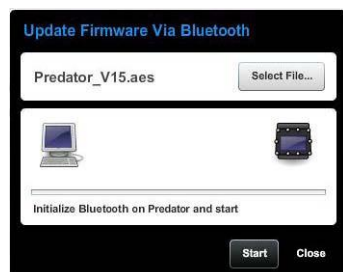 Update Firmware Via Bluetooth
Predator_V15.aes
Select File...
Initialize Bluetooth on Predator and start
Start
Close